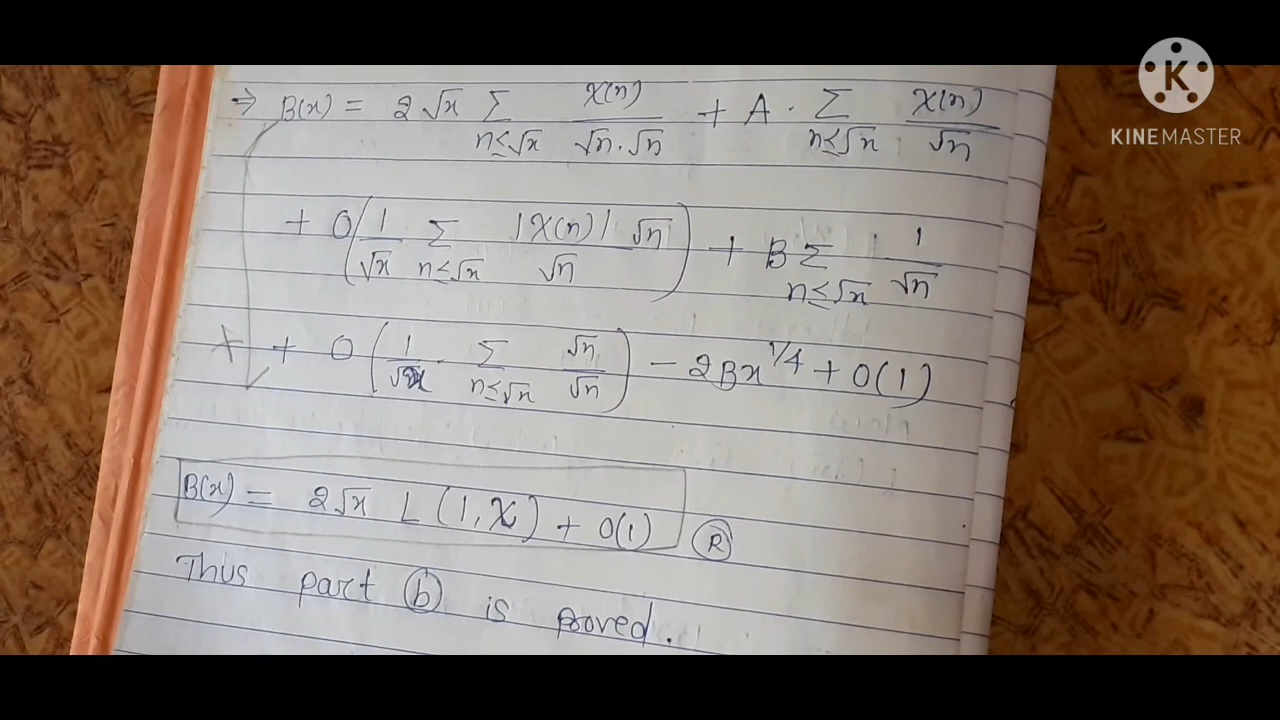 K
KINEMASTER
⇒ B(x) = 2√x Σ_{n≤√x} χ(n)/(√n·√n) + A · Σ_{n≤√x} χ(n)/√n
+ O(1/√x Σ_{n≤√x} |χ(n)|/√n √n) + B Σ_{n≤√x} 1/√n
+ O(1/√x · Σ_{n≤√x} √n/√n) - 2Bx^{1/4} + O(1)
B(x) = 2√x L(1,χ) + O(1) Ⓡ
Thus part ⓑ is proved.